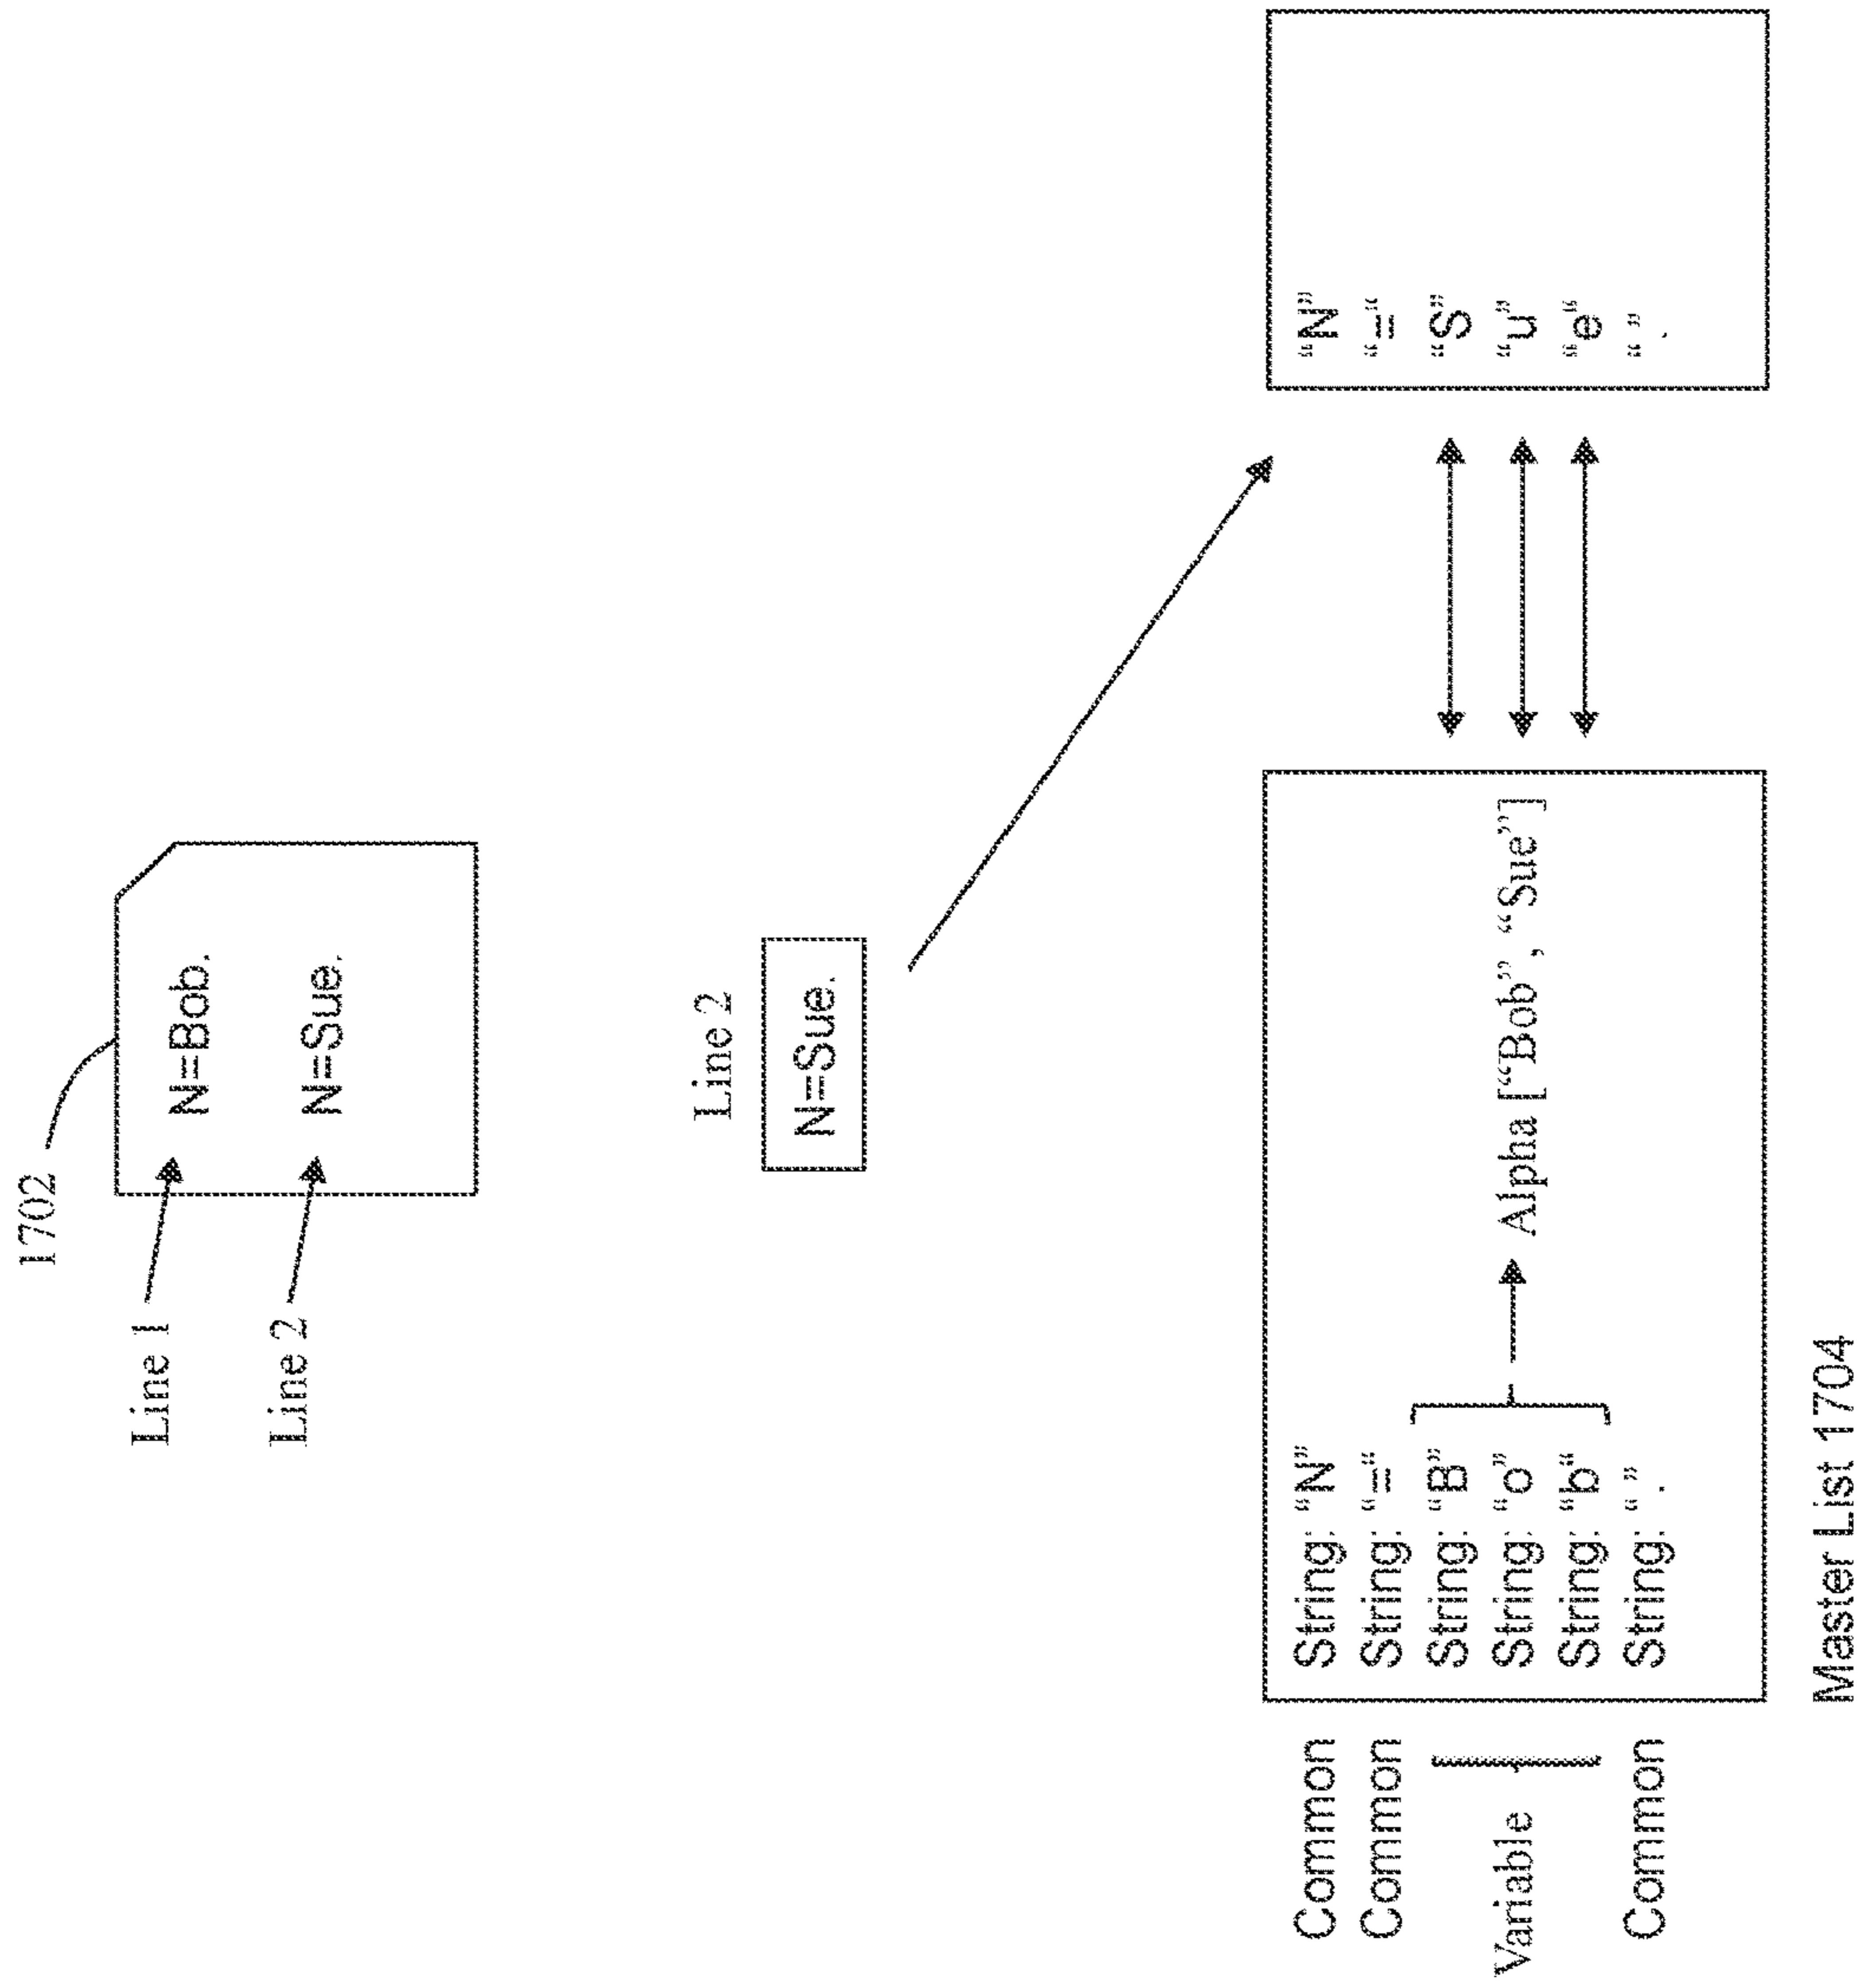 1702
Line 1
N=Bob.
Line 2
N=Sue.
Line 2
N=Sue.
Common String: "N"
Common String: "="
Variable
String: "B"
String: "o"
String: "b"
Alpha ["Bob", "Sue"]
Common String: "."
"N"
"="
"S"
"u"
"e"
"."
Master List 1704